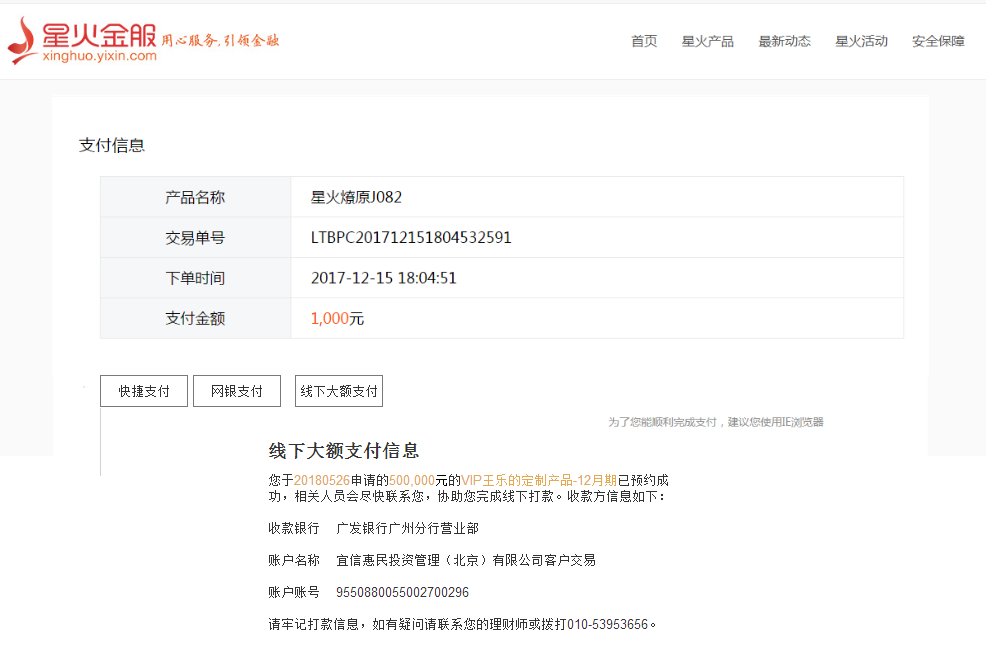 星火金服
用心服务,引领金融
xinghuo.yixin.com
首页 星火产品 最新动态 星火活动 安全保障
支付信息
产品名称 星火燎原J082
交易单号 LTBPC201712151804532591
下单时间 2017-12-15 18:04:51
支付金额 1,000元
快捷支付 网银支付 线下大额支付
为了您能顺利完成支付，建议您使用IE浏览器
线下大额支付信息
您于20180526申请的500,000元的VIP王乐的定制产品-12月期已预约成
功，相关人员会尽快联系您，协助您完成线下打款。收款方信息如下：
收款银行 广发银行广州分行营业部
账户名称 宜信惠民投资管理（北京）有限公司客户交易
账户账号 9550880055002700296
请牢记打款信息，如有疑问请联系您的理财师或拨打010-53953656。